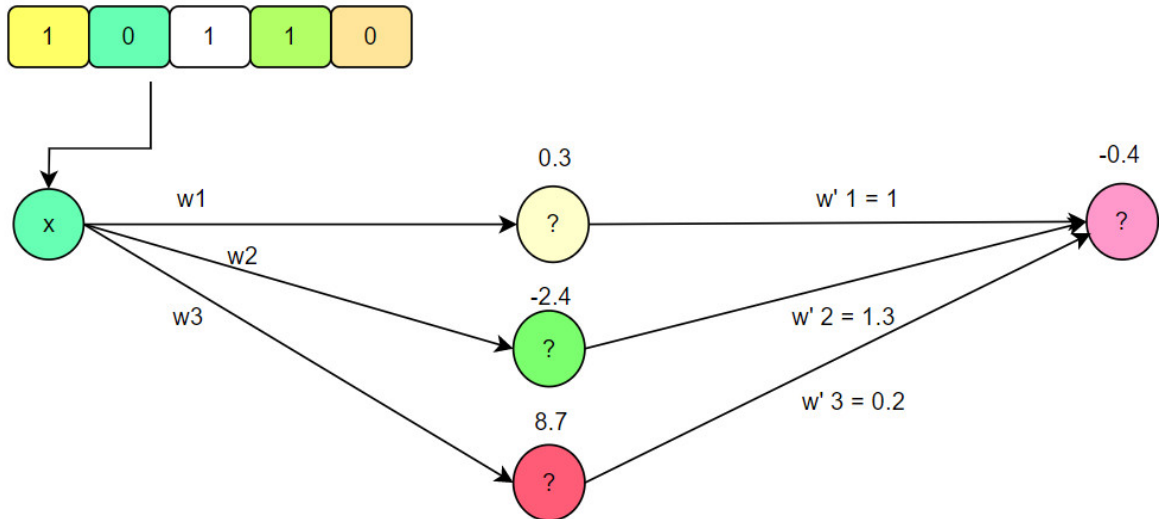 1 0 1 1 0
0.3
-0.4
w1
w' 1 = 1
x
?
?
w2
-2.4
w3
w' 2 = 1.3
?
8.7
w' 3 = 0.2
?